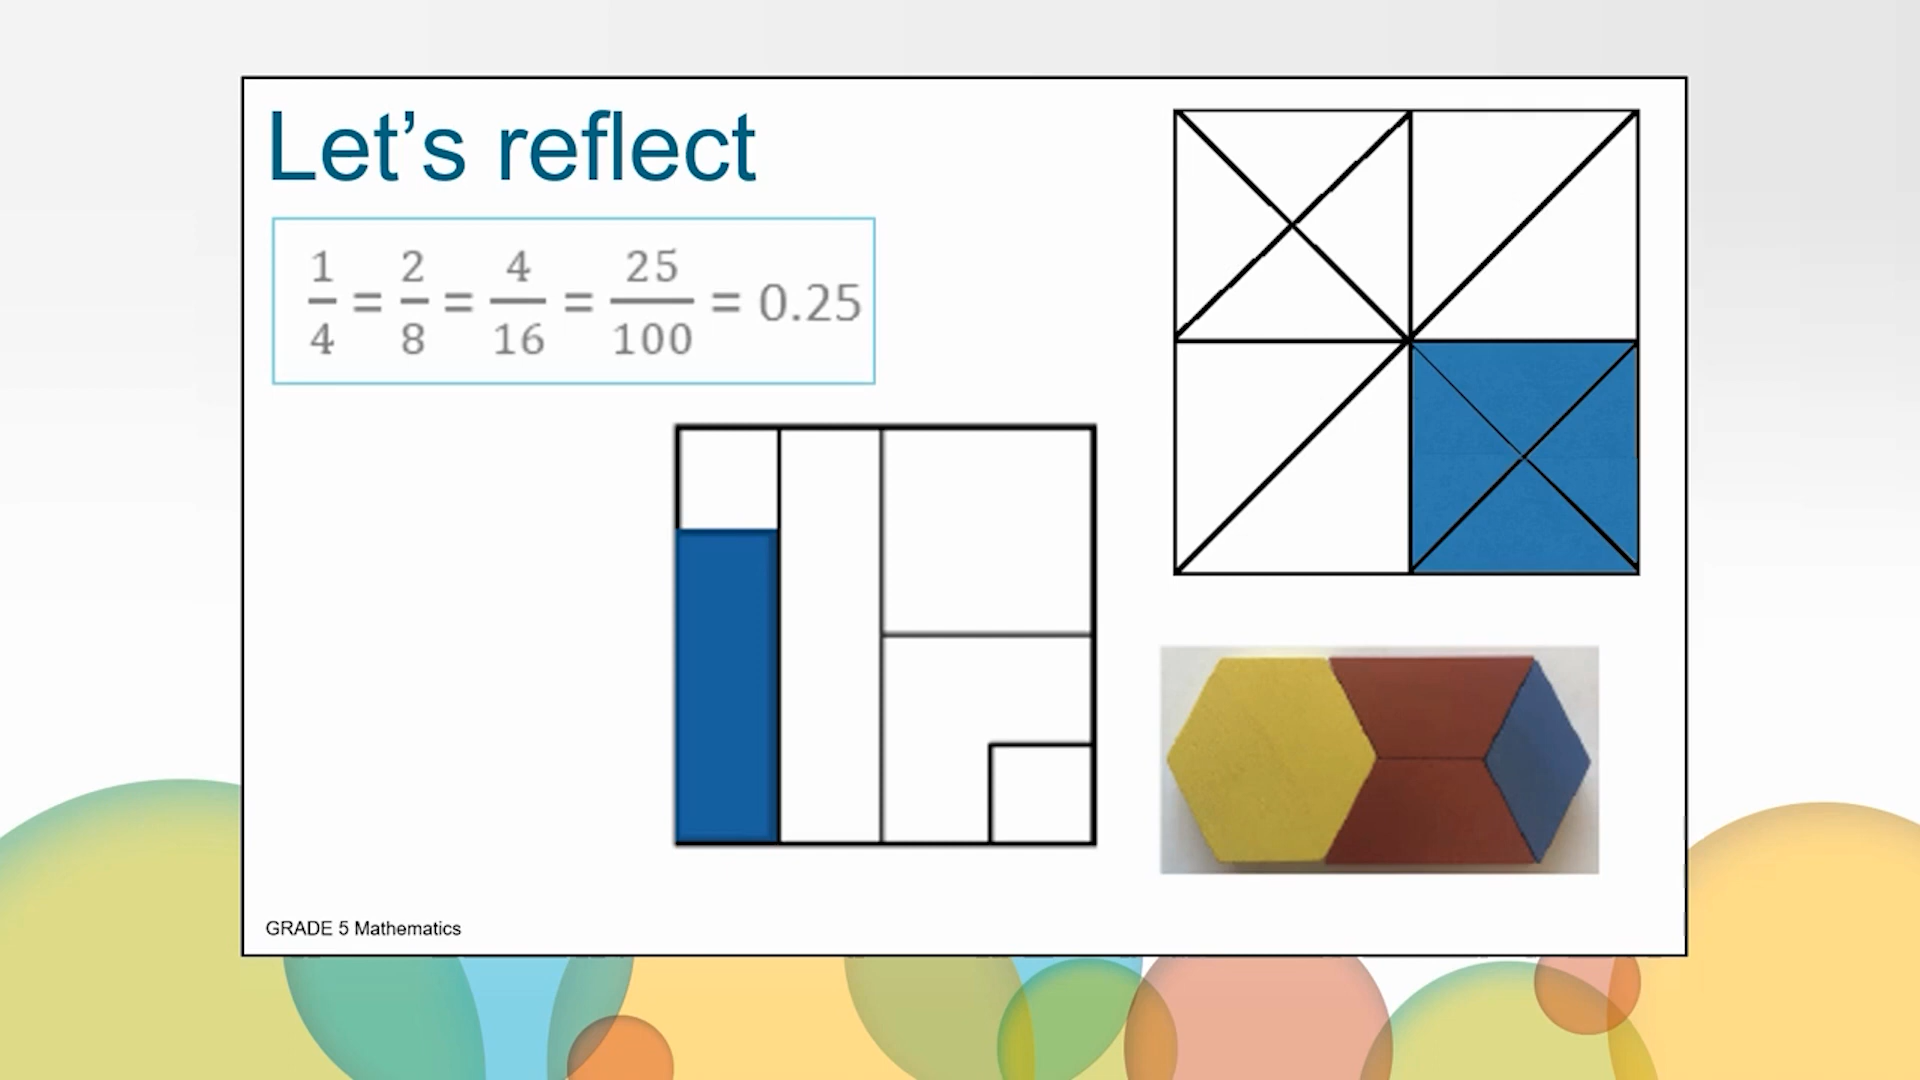 Let’s reflect
1/4 = 2/8 = 4/16 = 25/100 = 0.25
GRADE 5 Mathematics